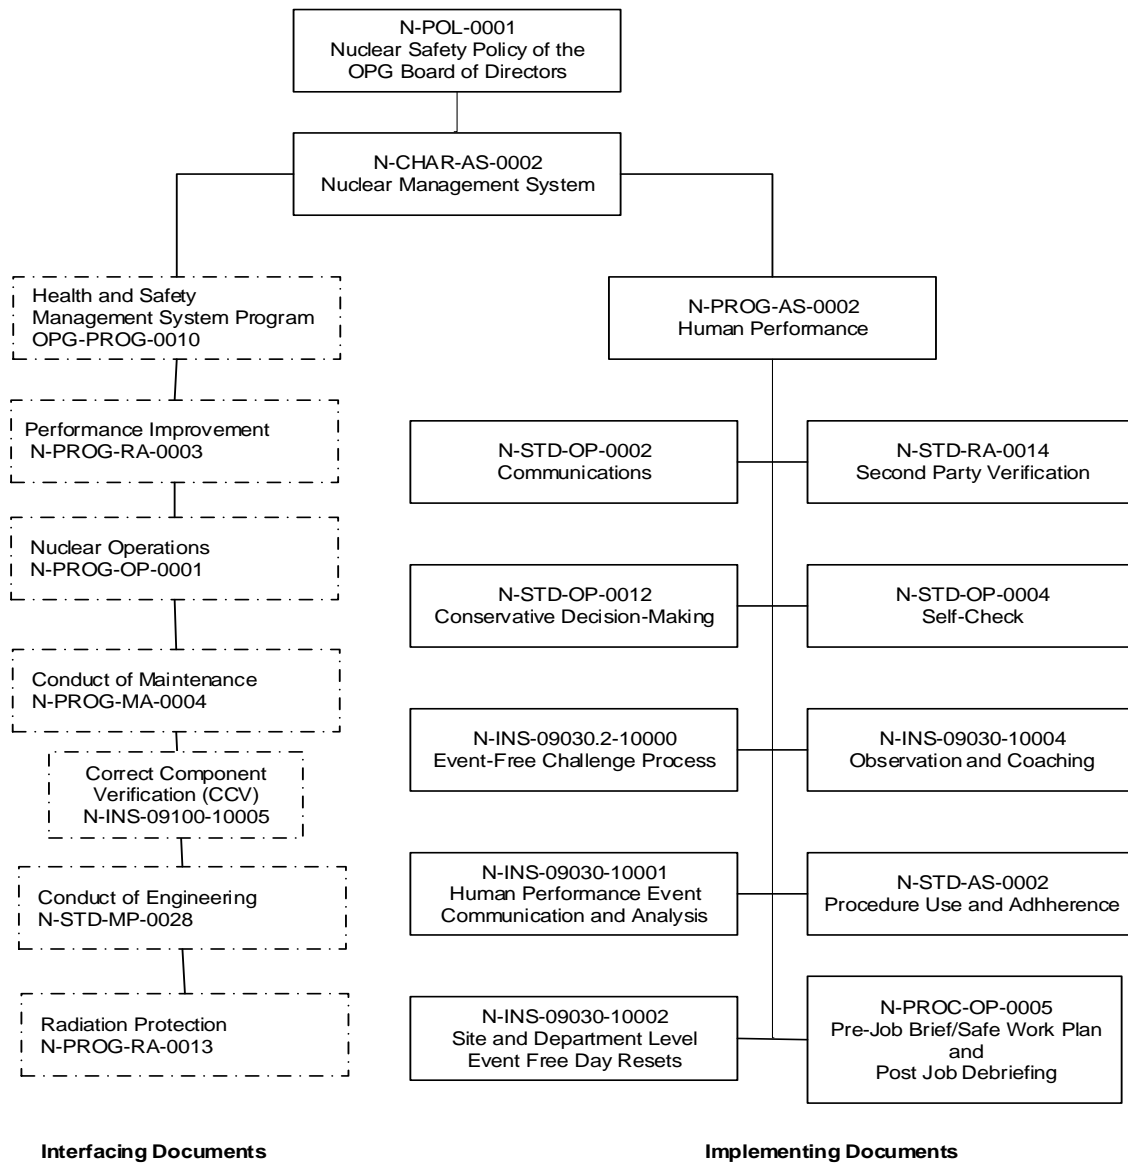 N-POL-0001
Nuclear Safety Policy of the
OPG Board of Directors
N-CHAR-AS-0002
Nuclear Management System
Health and Safety
Management System Program
OPG-PROG-0010
Performance Improvement
N-PROG-RA-0003
Nuclear Operations
N-PROG-OP-0001
Conduct of Maintenance
N-PROG-MA-0004
Correct Component
Verification (CCV)
N-INS-09100-10005
Conduct of Engineering
N-STD-MP-0028
Radiation Protection
N-PROG-RA-0013
Interfacing Documents
N-PROG-AS-0002
Human Performance
N-STD-OP-0002
Communications
N-STD-RA-0014
Second Party Verification
N-STD-OP-0012
Conservative Decision-Making
N-STD-OP-0004
Self-Check
N-INS-09030.2-10000
Event-Free Challenge Process
N-INS-09030-10004
Observation and Coaching
N-INS-09030-10001
Human Performance Event
Communication and Analysis
N-STD-AS-0002
Procedure Use and Adhherence
N-INS-09030-10002
Site and Department Level
Event Free Day Resets
N-PROC-OP-0005
Pre-Job Brief/Safe Work Plan
and
Post Job Debriefing
Implementing Documents